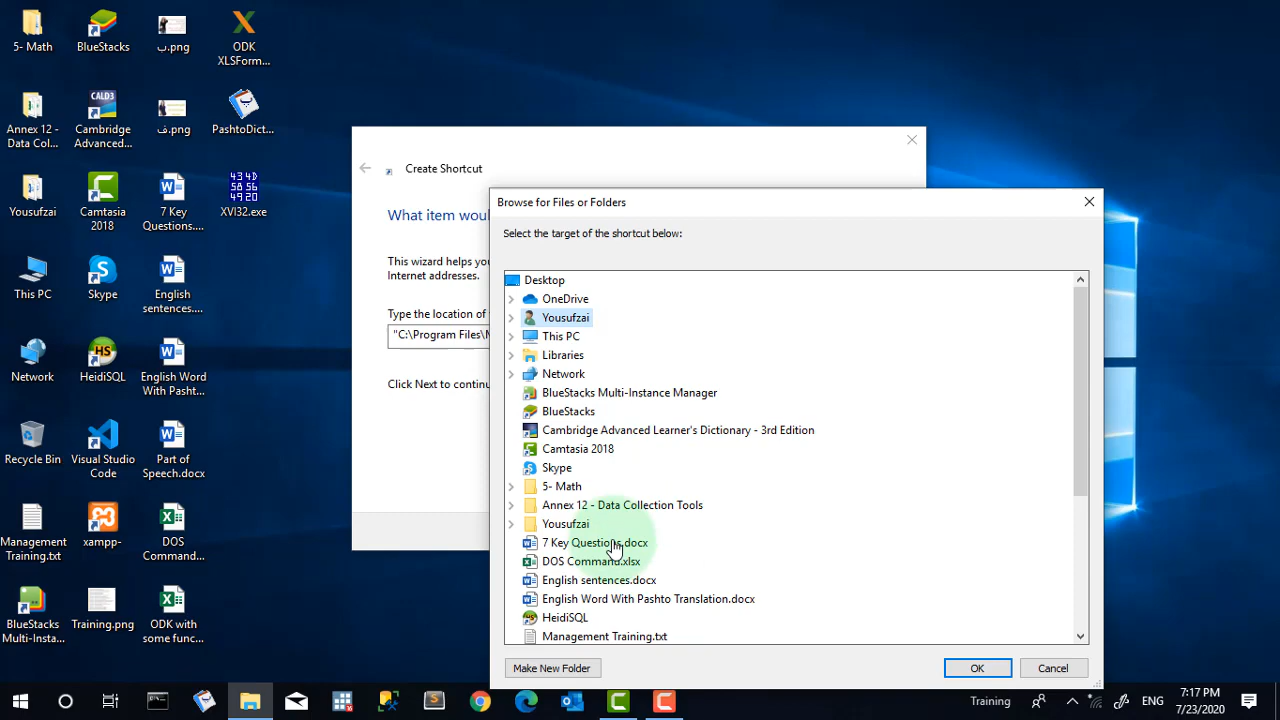 5- Math
BlueStacks
ب.png
ODK
XLSForm...
Annex 12 -
Data Col...
Cambridge
Advanced...
ف.png
PashtoDict...
Yousufzai
Camtasia
2018
7 Key
Questions....
XVI32.exe
This PC
Skype
English
sentences....
Network
HeidiSQL
English Word
With Pasht...
Recycle Bin
Visual Studio
Code
Part of
Speech.docx
Management
Training.txt
xampp-
DOS
Command...
BlueStacks
Multi-Insta...
Training.png
ODK with
some func...
Create Shortcut
What item woul
This wizard helps you
Internet addresses.
Type the location of t
"C:\Program Files\M
Click Next to continu
Browse for Files or Folders
Select the target of the shortcut below:
Desktop
OneDrive
Yousufzai
This PC
Libraries
Network
BlueStacks Multi-Instance Manager
BlueStacks
Cambridge Advanced Learner's Dictionary - 3rd Edition
Camtasia 2018
Skype
5- Math
Annex 12 - Data Collection Tools
Yousufzai
7 Key Questions.docx
DOS Command.xlsx
English sentences.docx
English Word With Pashto Translation.docx
HeidiSQL
Management Training.txt
Make New Folder
OK
Cancel
Training
ENG
7:17 PM
7/23/2020